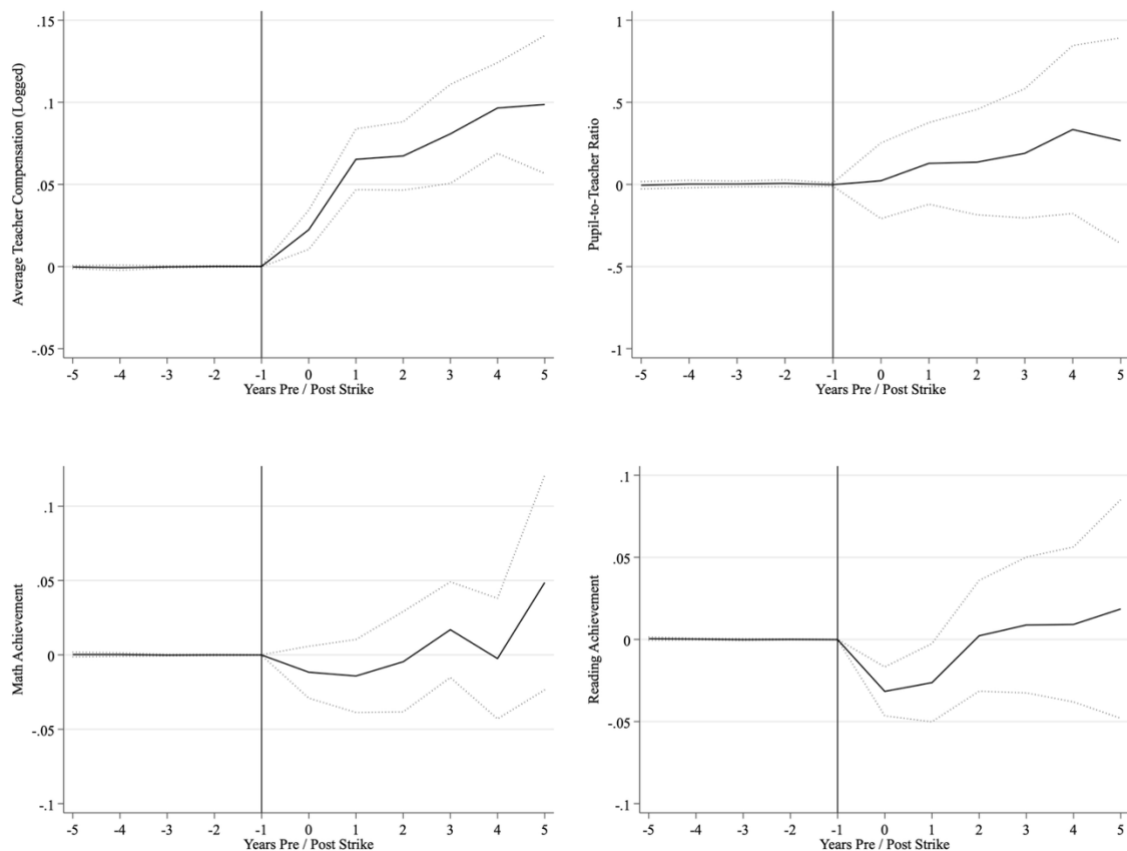 Average Teacher Compensation (Logged)
.15
.1
.05
0
-.05
-5 -4 -3 -2 -1 0 1 2 3 4 5
Years Pre / Post Strike
Pupil-to-Teacher Ratio
1
.5
0
-.5
-1
-5 -4 -3 -2 -1 0 1 2 3 4 5
Years Pre / Post Strike
Math Achievement
.1
.05
0
-.05
-.1
-5 -4 -3 -2 -1 0 1 2 3 4 5
Years Pre / Post Strike
Reading Achievement
.1
.05
0
-.05
-.1
-5 -4 -3 -2 -1 0 1 2 3 4 5
Years Pre / Post Strike